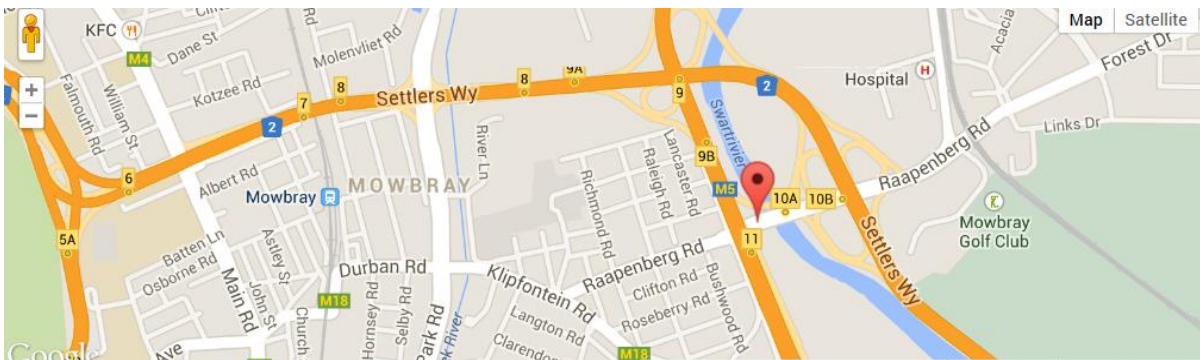 Map
Satellite
KFC
M4
Dane St
Molenvliet Rd
Falmouth Rd
William St
Kotzee Rd
7
8
8
9A
9
2
Settlers Wy
2
Hospital
H
Acacia
Forest Dr
Links Dr
Raapenberg Rd
Swartrivier
6
Albert Rd
River Ln
Mowbray
MOWBRAY
Richmond Rd
Raleigh Rd
Lancaster Rd
9B
M5
10A
10B
11
Mowbray
Golf Club
Settlers Wy
5A
Batten Ln
Osborne Rd
Main Rd
Astley St
John St
Church
M18
Durban Rd
Hornsey Rd
Selby Rd
Park Rd
Klipfontein Rd
Raapenberg Rd
Clifton Rd
Roseberry Rd
Bushwood Rd
Langton Rd
Clarendon
M18
River
Ave
Google